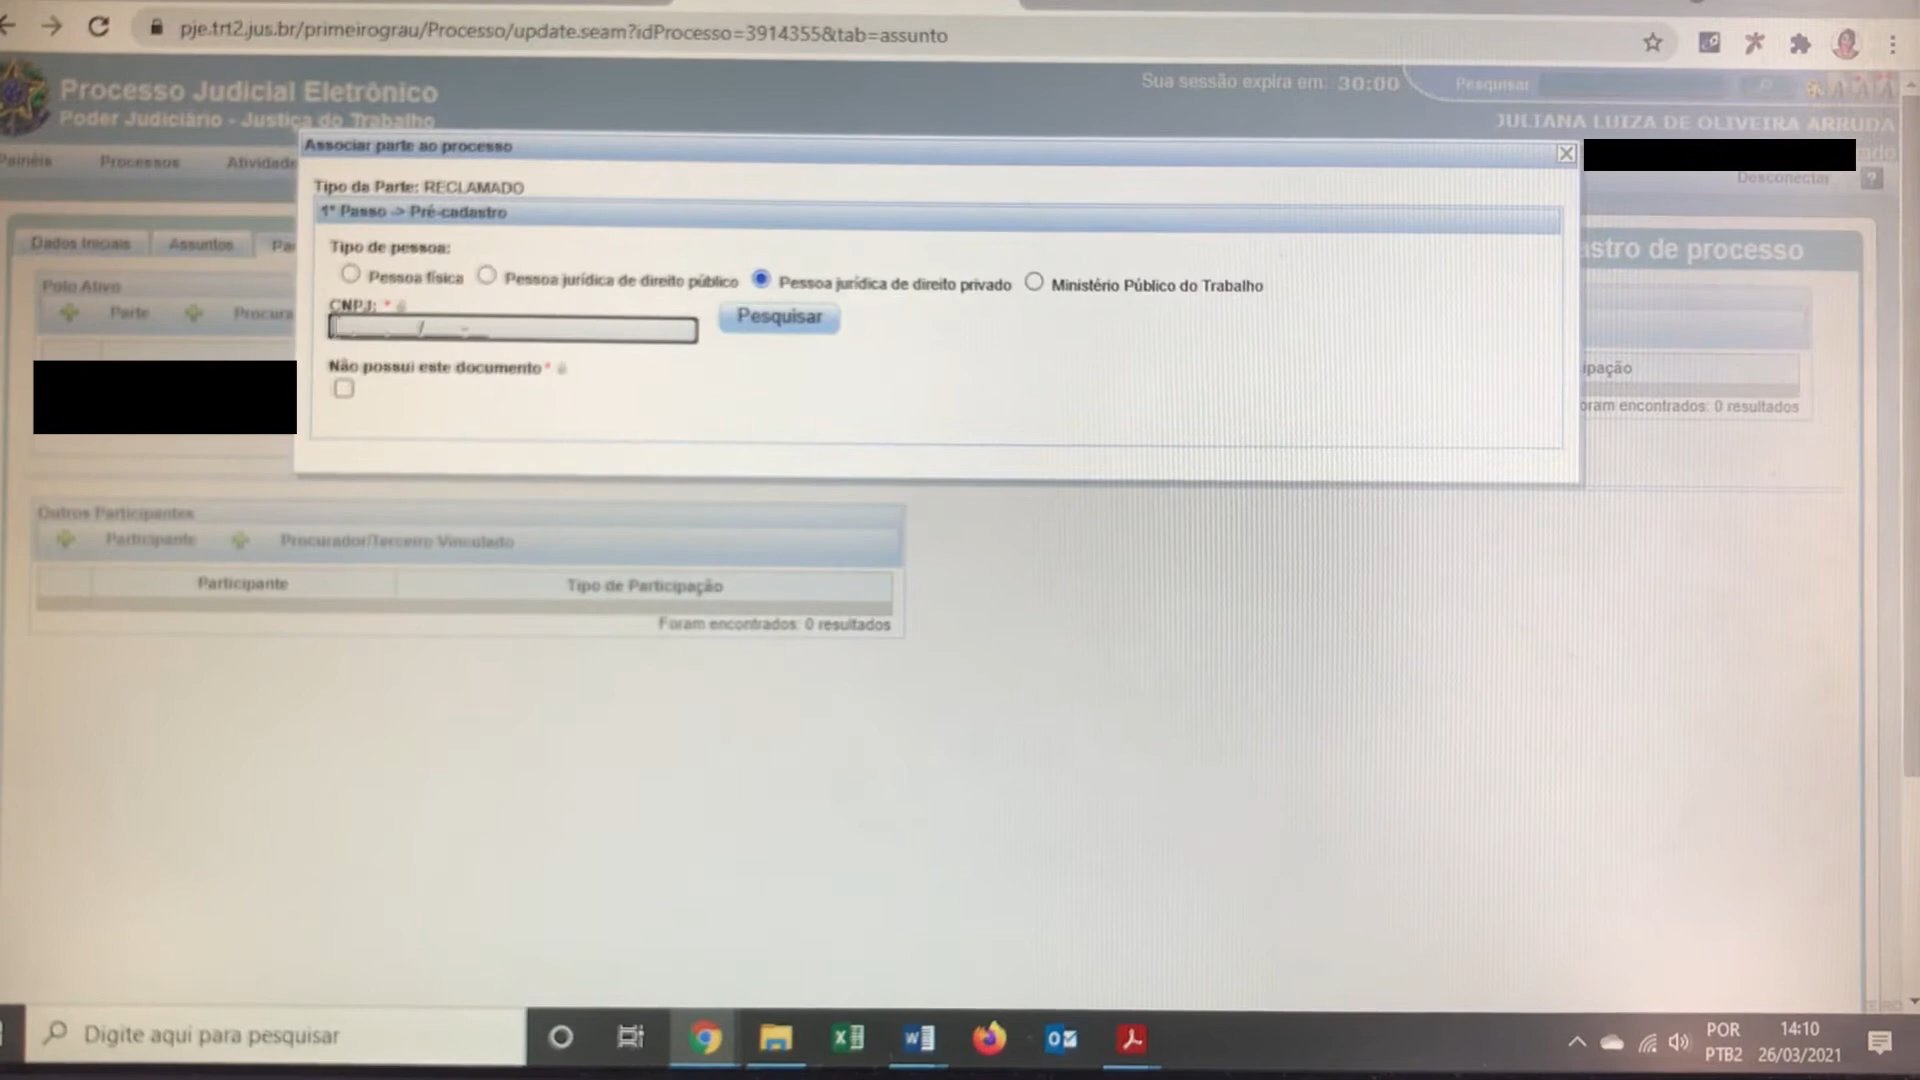 pje.trt2.jus.br/primeirograu/Processo/update.seam?idProcesso=3914355&tab=assunto
Processo Judicial Eletrônico
Poder Judiciário - Justiça do Trabalho
Sua sessão expira em: 30:00
Pesquisar
JULIANA LUIZA DE OLIVEIRA ARRUDA
Painéis Processos Atividade
Desconectar ?
Associar parte ao processo
Tipo da Parte: RECLAMADO
1º Passo -> Pré-cadastro
Tipo de pessoa:
Pessoa física Pessoa jurídica de direito público Pessoa jurídica de direito privado Ministério Público do Trabalho
CNPJ: *
Pesquisar
Não possui este documento *
Dados Iniciais Assuntos Par
astro de processo
Polo Ativo
Parte Procura
ipação
oram encontrados: 0 resultados
Outros Participantes
Participante Procurador/Terceiro Vinculado
Participante Tipo de Participação
Foram encontrados: 0 resultados
Digite aqui para pesquisar
POR
PTB2
14:10
26/03/2021